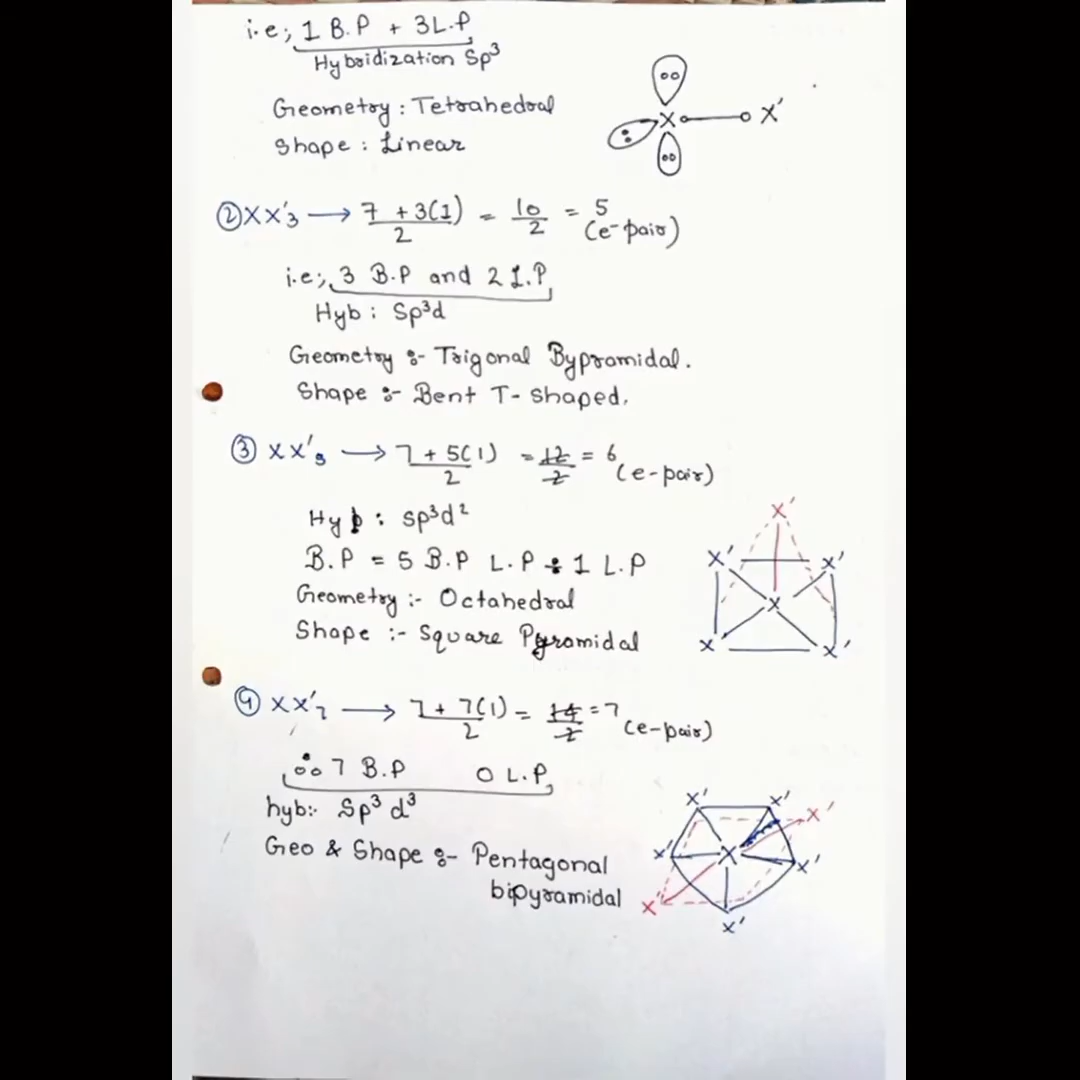 i.e; 1 B.P + 3L.P
Hybridization Sp³
Geometry : Tetrahedral
Shape : Linear
X X'
② XX'₃ → 7 + 3(1) / 2 = 10/2 = 5 (e⁻pair)
i.e; 3 B.P and 2 L.P
Hyb : Sp³d
Geometry :- Trigonal Bypramidal.
Shape :- Bent T-shaped.
③ XX'₅ → 7 + 5(1) / 2 = 12/2 = 6 (e-pair)
Hyb : sp³d²
B.P = 5 B.P L.P = 1 L.P
Geometry :- Octahedral
Shape :- Square Pyramidal
X'
X' X'
X
X X'
④ XX'₇ → 7 + 7(1) / 2 = 14/2 = 7 (e-pair)
∴ 7 B.P 0 L.P
hyb:- Sp³d³
Geo & Shape :- Pentagonal
bipyramidal
X' X' X'
X' X X'
X'
X'